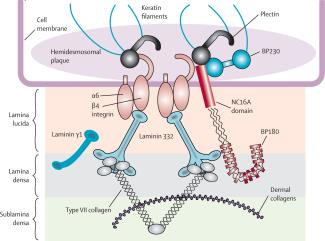 Keratin
filaments
Plectin
Cell
membrane
BP230
Hemidesmosomal
plaque
α6
β4
integrin
NC16A
domain
Lamina
lucida
Laminin γ1
Laminin 332
BP180
Lamina
densa
Type VII collagen
Dermal
collagens
Sublamina
densa